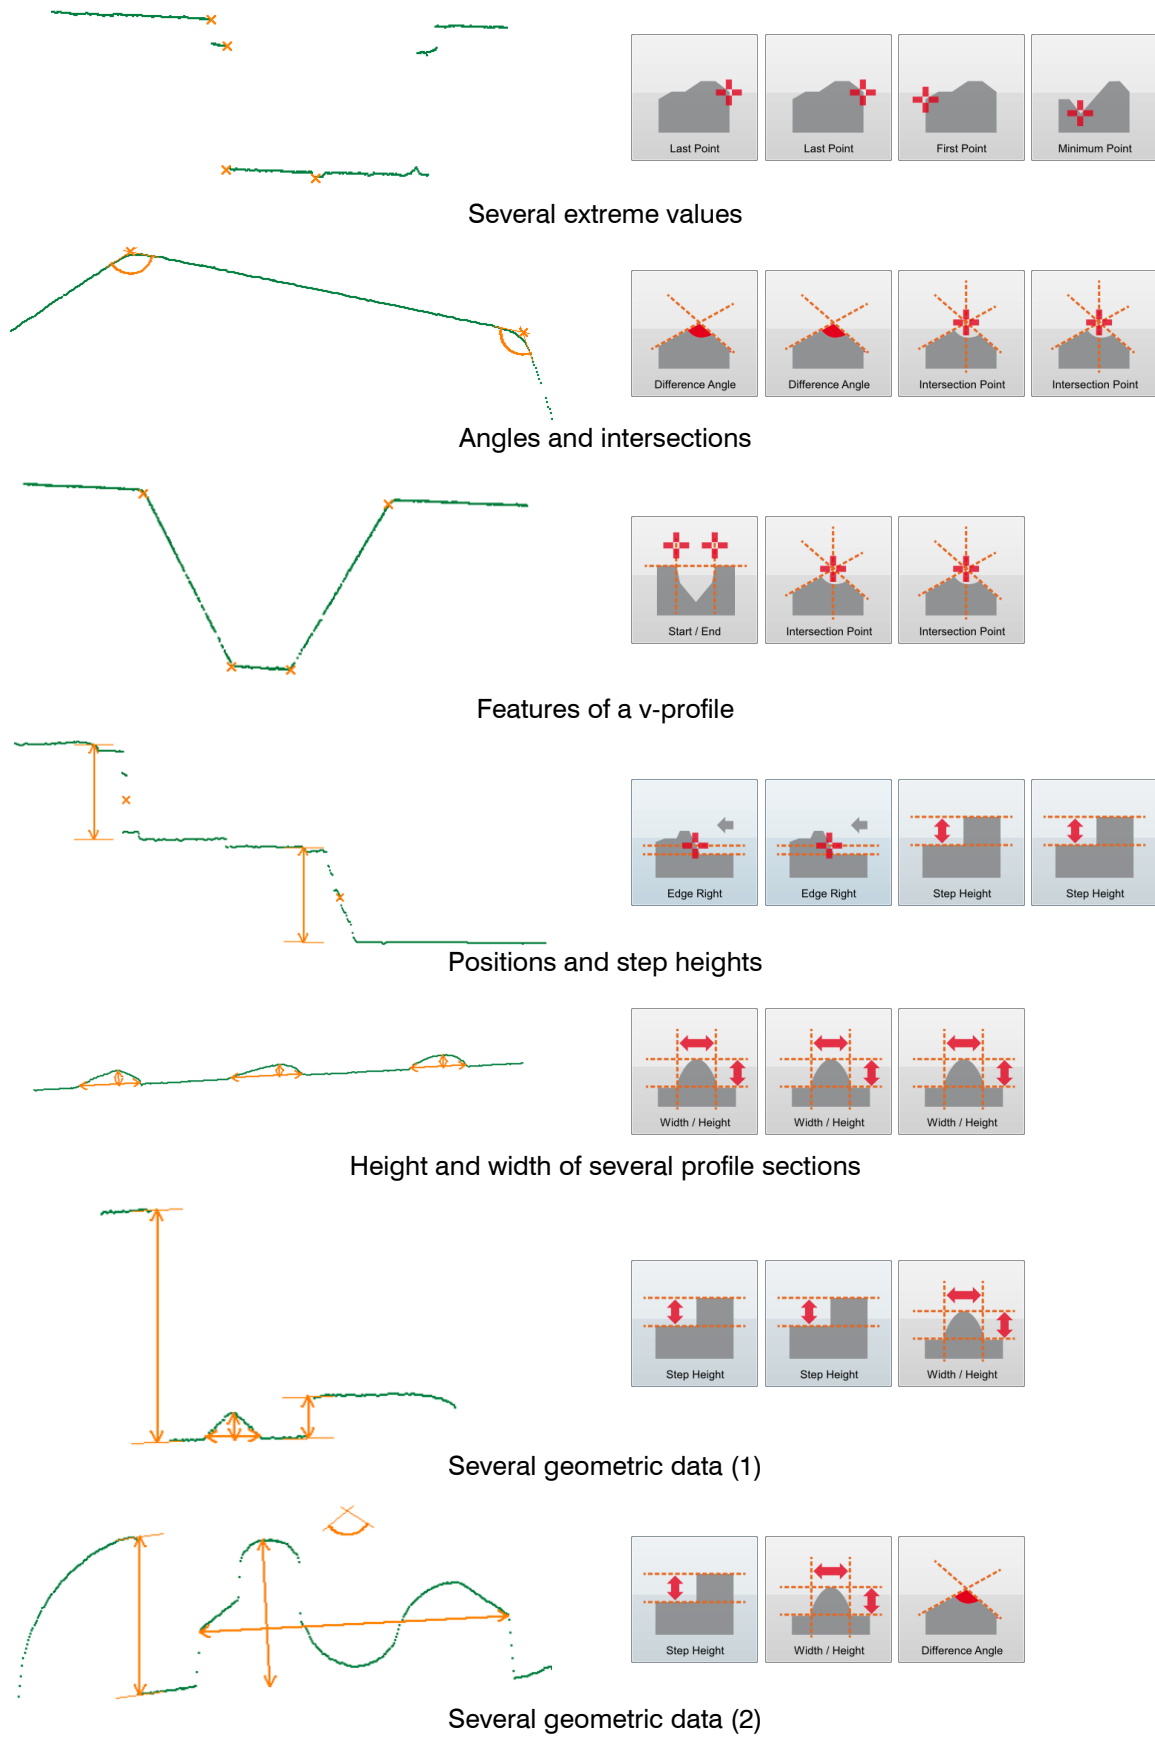 Last Point
Last Point
First Point
Minimum Point
Several extreme values
Difference Angle
Difference Angle
Intersection Point
Intersection Point
Angles and intersections
Start / End
Intersection Point
Intersection Point
Features of a v-profile
Edge Right
Edge Right
Step Height
Step Height
Positions and step heights
Width / Height
Width / Height
Width / Height
Height and width of several profile sections
Step Height
Step Height
Width / Height
Several geometric data (1)
Step Height
Width / Height
Difference Angle
Several geometric data (2)